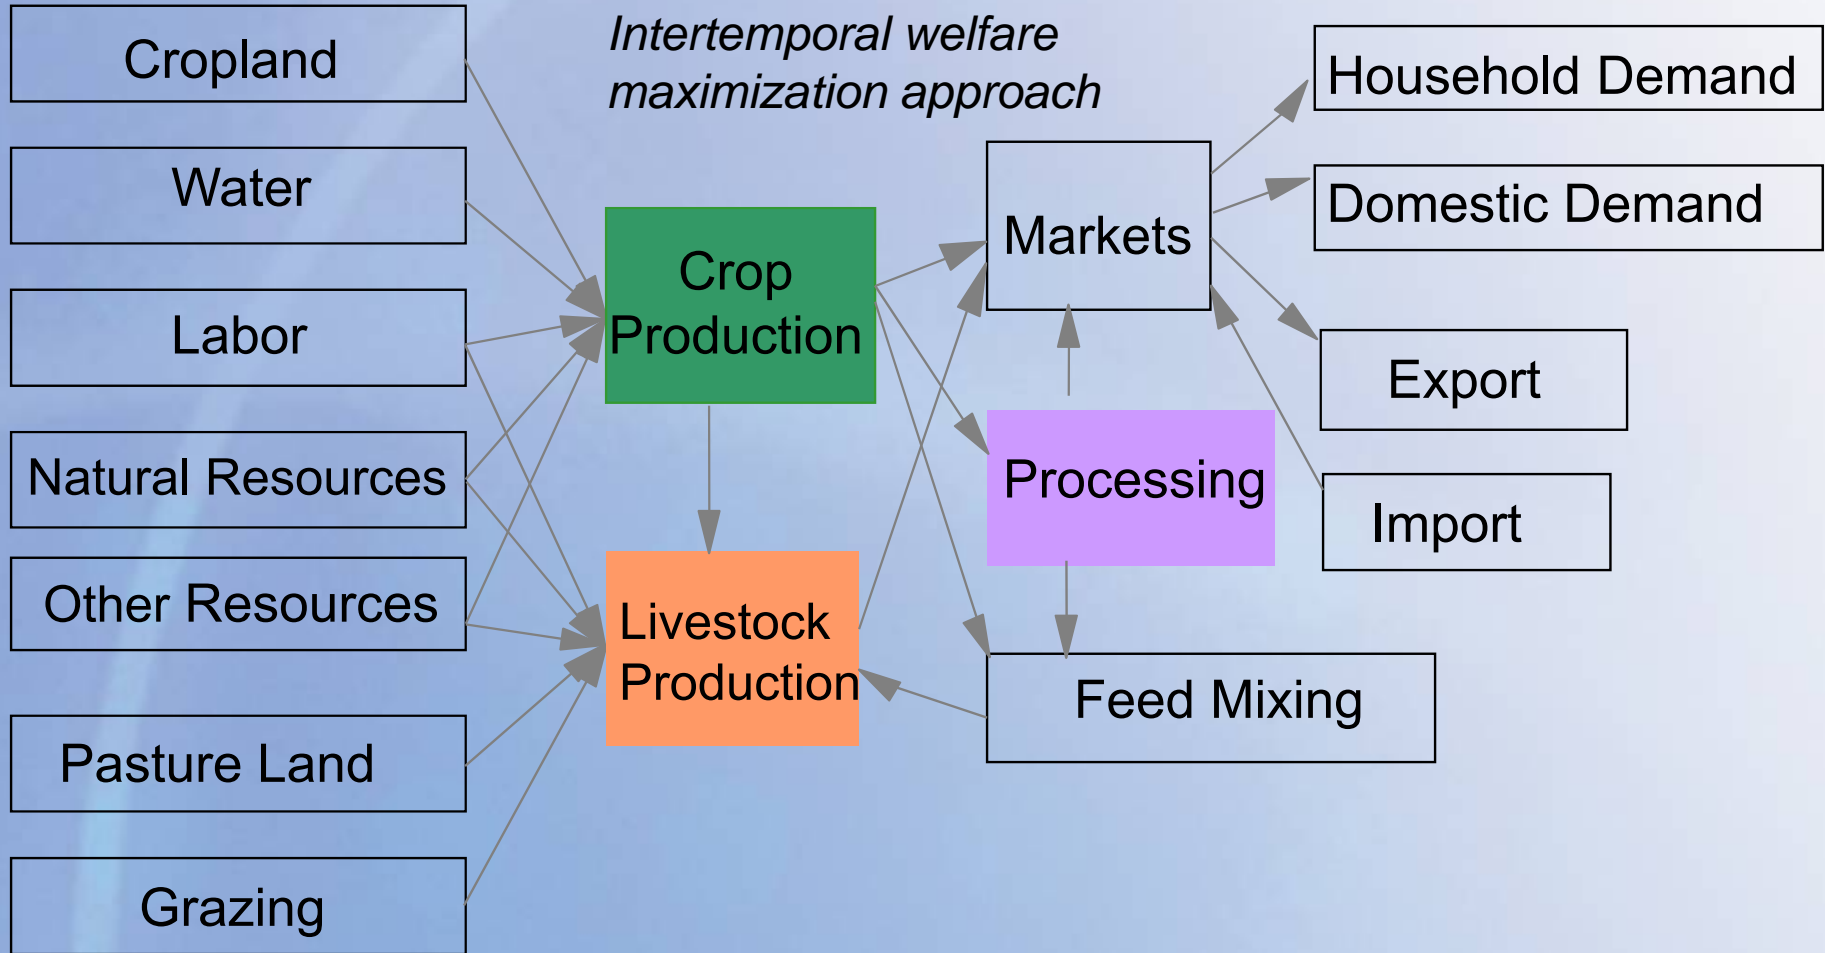 Intertemporal welfare
maximization approach
Cropland
Water
Labor
Natural Resources
Other Resources
Pasture Land
Grazing
Crop
Production
Livestock
Production
Markets
Processing
Feed Mixing
Household Demand
Domestic Demand
Export
Import